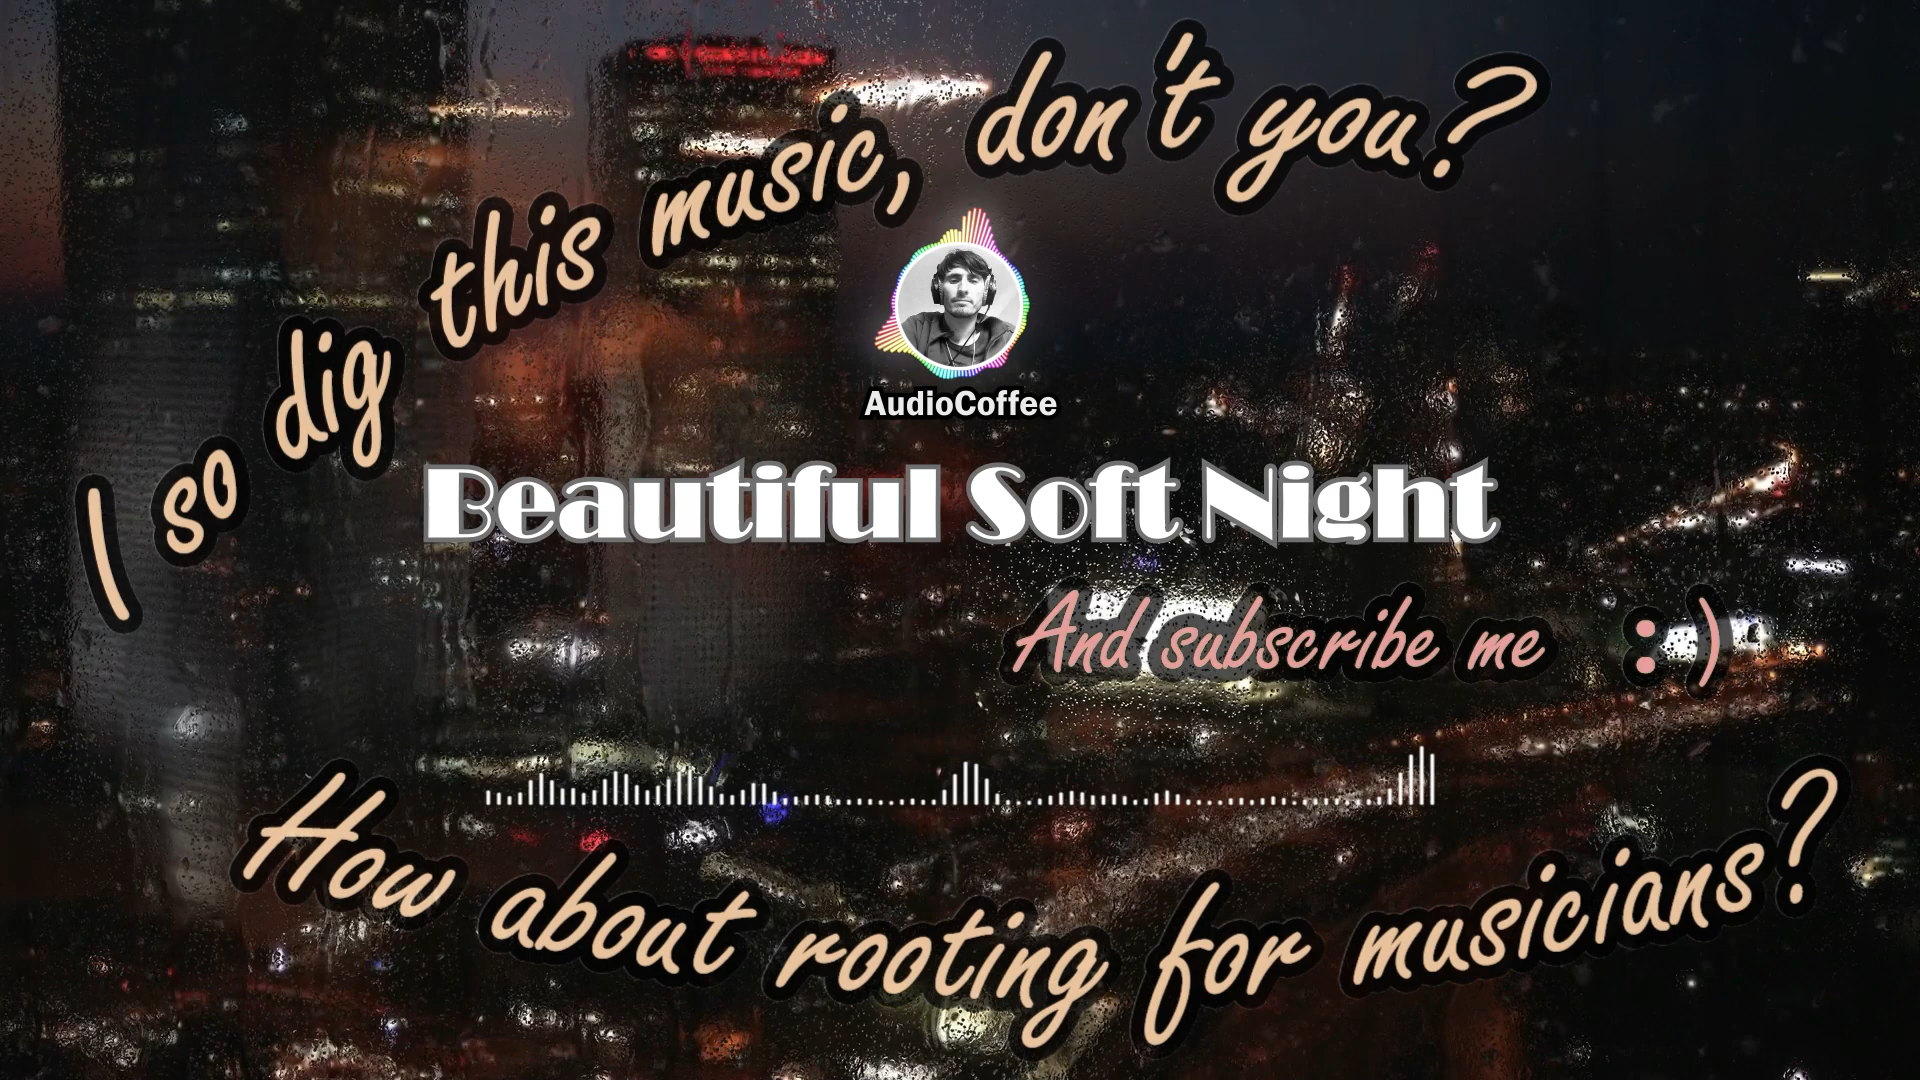 I so dig this music, don't you?
AudioCoffee
Beautiful Soft Night
And subscribe me :)
How about rooting for musicians?